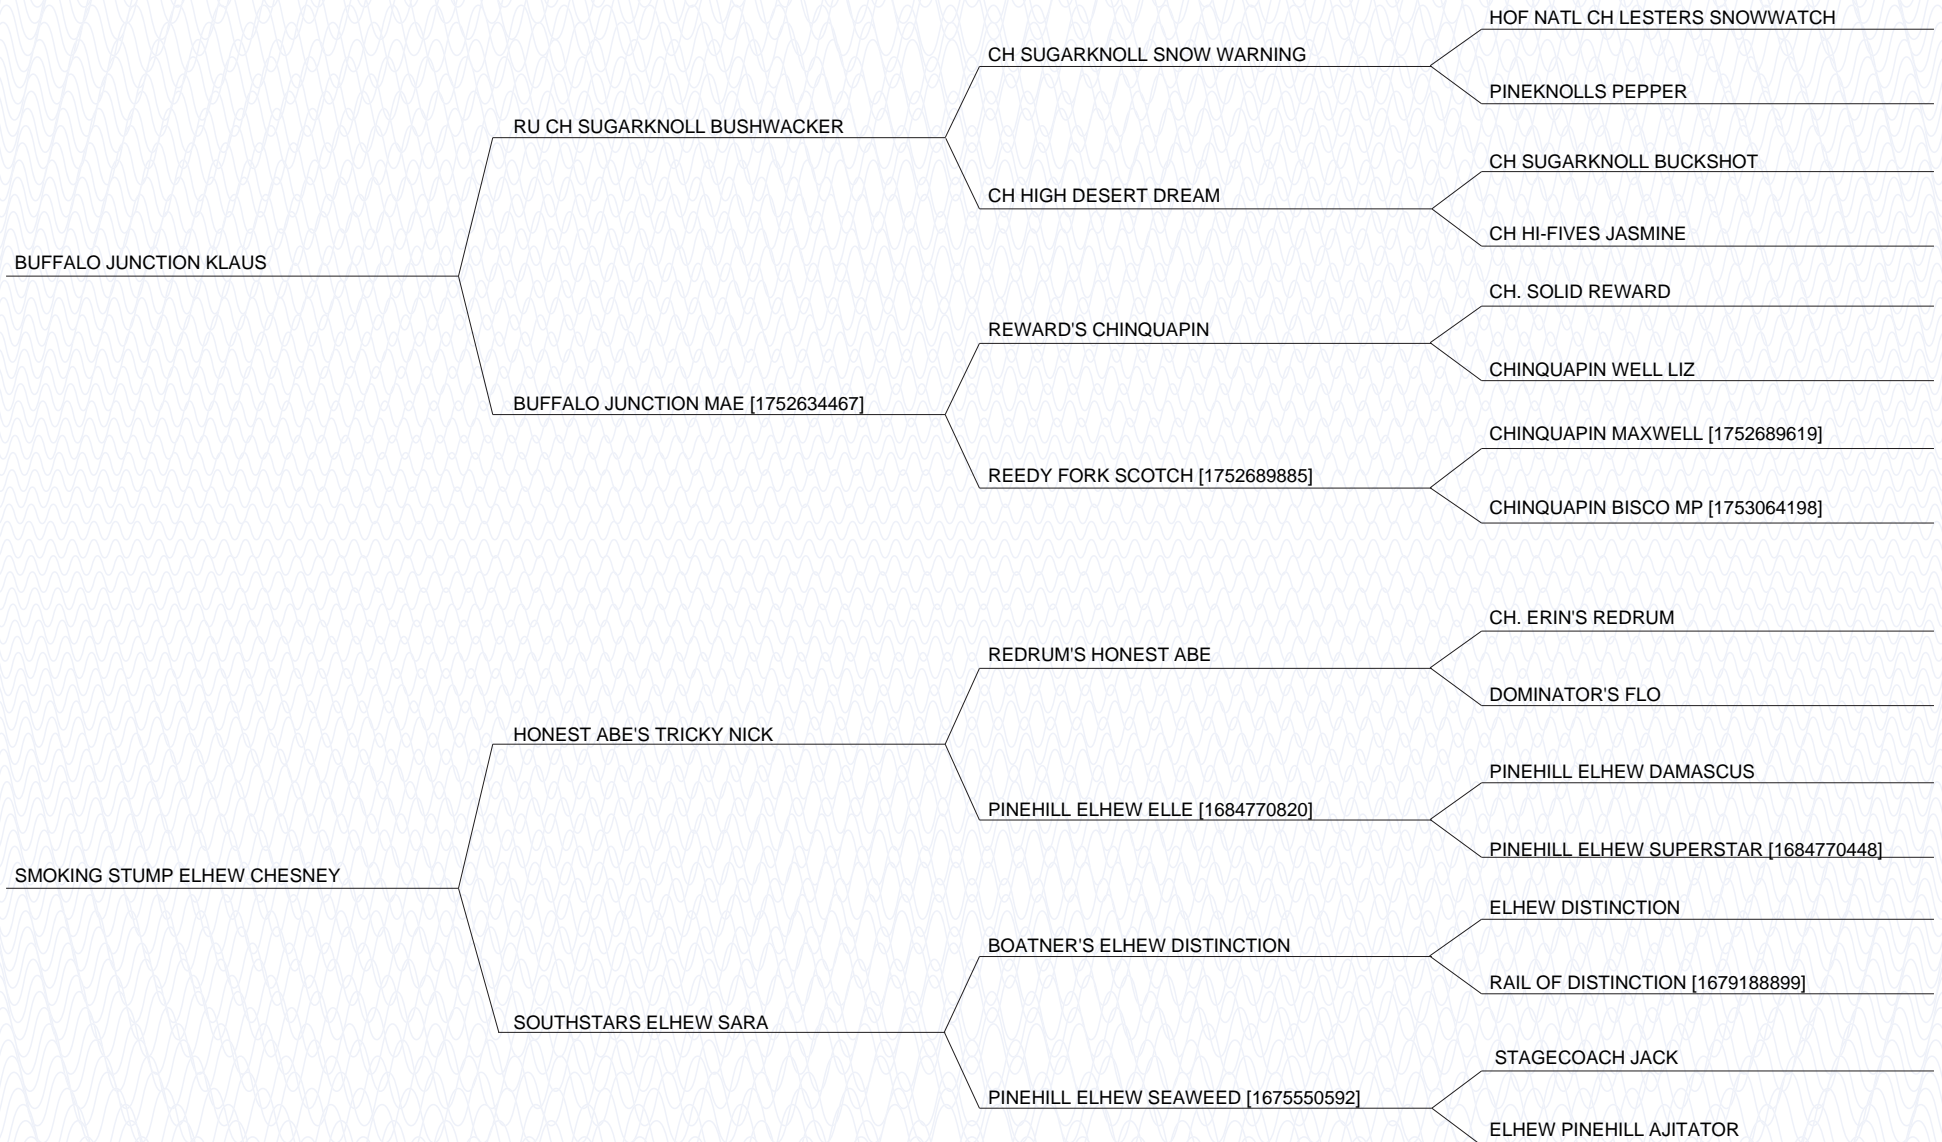 HOF NATL CH LESTERS SNOWWATCH
CH SUGARKNOLL SNOW WARNING
PINEKNOLLS PEPPER
RU CH SUGARKNOLL BUSHWACKER
CH SUGARKNOLL BUCKSHOT
CH HIGH DESERT DREAM
CH HI-FIVES JASMINE
BUFFALO JUNCTION KLAUS
CH. SOLID REWARD
REWARD'S CHINQUAPIN
CHINQUAPIN WELL LIZ
BUFFALO JUNCTION MAE [1752634467]
CHINQUAPIN MAXWELL [1752689619]
REEDY FORK SCOTCH [1752689885]
CHINQUAPIN BISCO MP [1753064198]
CH. ERIN'S REDRUM
REDRUM'S HONEST ABE
DOMINATOR'S FLO
HONEST ABE'S TRICKY NICK
PINEHILL ELHEW DAMASCUS
PINEHILL ELHEW ELLE [1684770820]
PINEHILL ELHEW SUPERSTAR [1684770448]
SMOKING STUMP ELHEW CHESNEY
ELHEW DISTINCTION
BOATNER'S ELHEW DISTINCTION
RAIL OF DISTINCTION [1679188899]
SOUTHSTARS ELHEW SARA
STAGECOACH JACK
PINEHILL ELHEW SEAWEED [1675550592]
ELHEW PINEHILL AJITATOR